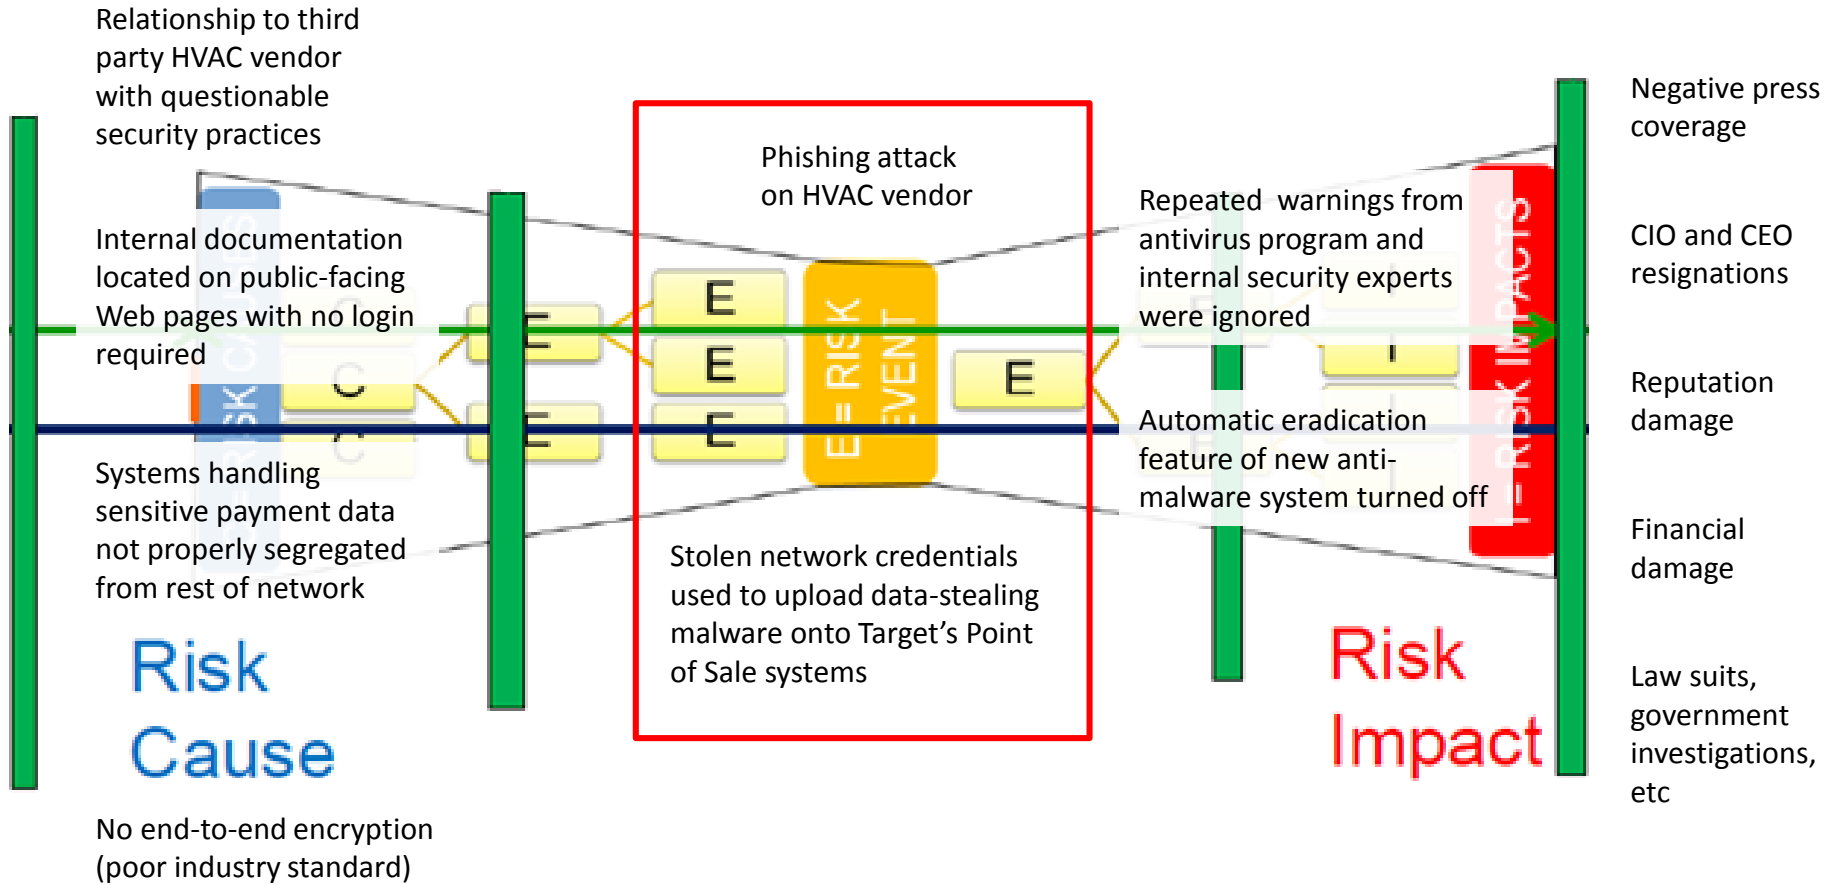 Relationship to third
party HVAC vendor
with questionable
security practices
Internal documentation
located on public-facing
Web pages with no login
required
Systems handling
sensitive payment data
not properly segregated
from rest of network
Risk
Cause
No end-to-end encryption
(poor industry standard)
RISK CAUSES
C
C
C
E
E
Phishing attack
on HVAC vendor
E
E
E
E= RISK
EVENT
E
Stolen network credentials
used to upload data-stealing
malware onto Target’s Point
of Sale systems
Repeated  warnings from
antivirus program and
internal security experts
were ignored
Automatic eradication
feature of new anti-
malware system turned off
I
I = RISK IMPACTS
Risk
Impact
Negative press
coverage
CIO and CEO
resignations
Reputation
damage
Financial
damage
Law suits,
government
investigations,
etc